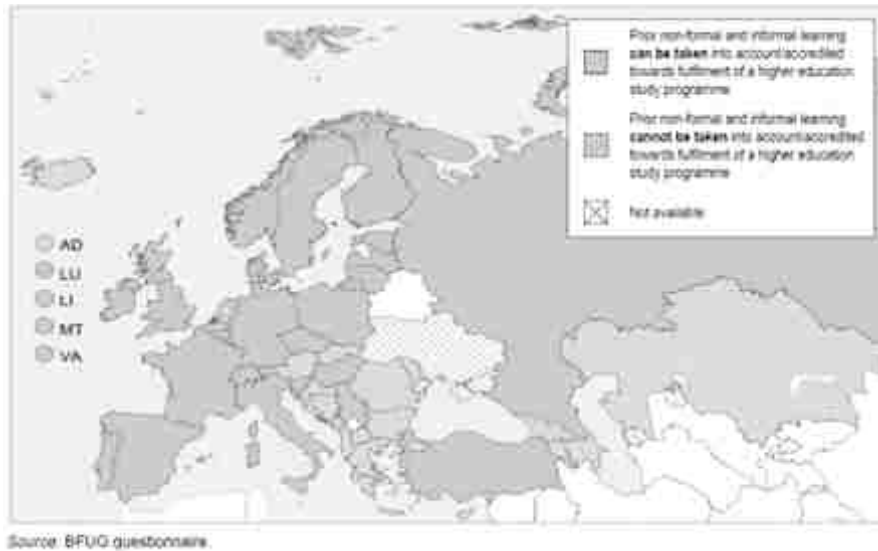 Prior non-formal and informal learning
can be taken into account/accredited
towards fulfilment of a higher education
study programme
Prior non-formal and informal learning
cannot be taken into account/accredited
towards fulfilment of a higher education
study programme
Not available
AD
LU
LI
MT
VA
Source: BFUG questionnaire.